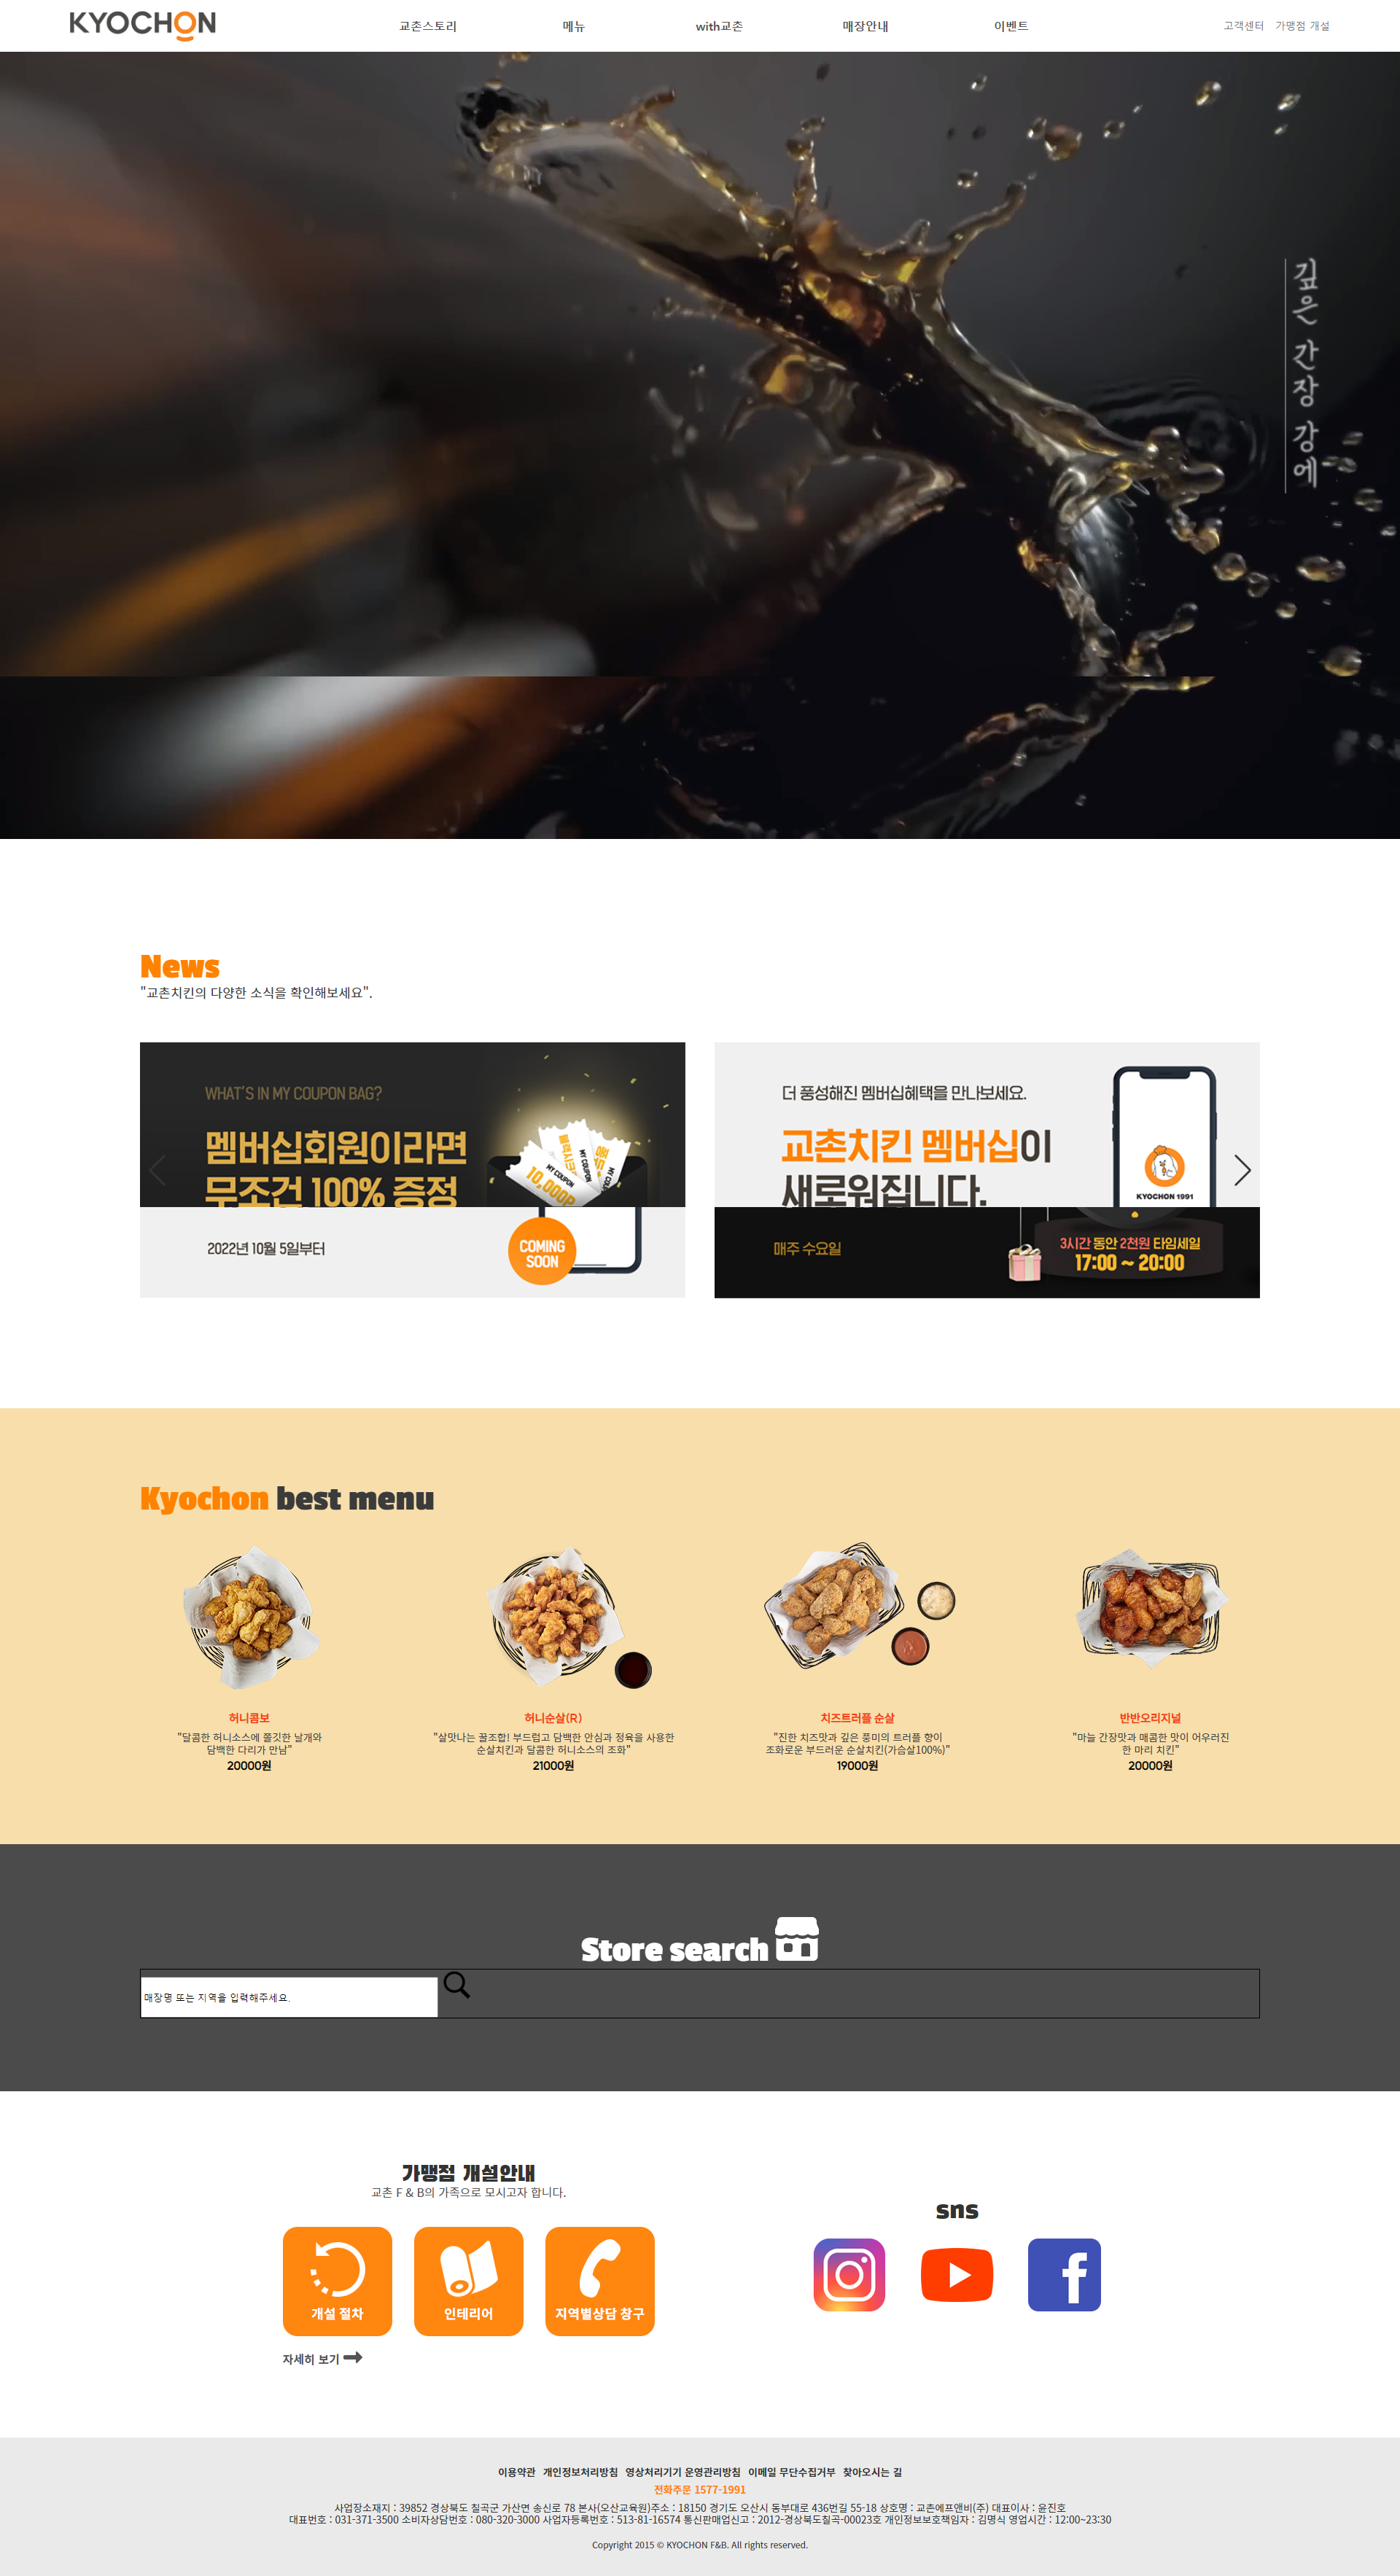 KYOCHON
교촌스토리
메뉴
with교촌
매장안내
이벤트
고객센터
가맹점 개설
깊은 간장 강에
News
"교촌치킨의 다양한 소식을 확인해보세요".
WHAT'S IN MY COUPON BAG?
멤버십회원이라면
무조건 100% 증정
MY COUPON
10,000P
2022년 10월 5일부터
COMING
SOON
더 풍성해진 멤버십혜택을 만나보세요.
교촌치킨 멤버십이
새로워집니다.
KYOCHON 1991
매주 수요일
3시간 동안 2천원 타임세일
17:00 ~ 20:00
Kyochon best menu
허니콤보
"달콤한 허니소스에 쫄깃한 날개와
담백한 다리가 만남"
20000원
허니순살(R)
"살맛나는 꿀조합! 부드럽고 담백한 안심과 정육을 사용한
순살치킨과 달콤한 허니소스의 조화"
21000원
치즈트러플 순살
"진한 치즈맛과 깊은 풍미의 트러플 향이
조화로운 부드러운 순살치킨(가슴살100%)"
19000원
반반오리지널
"마늘 간장맛과 매콤한 맛이 어우러진
한 마리 치킨"
20000원
Store search
매장명 또는 지역을 입력해주세요.
가맹점 개설안내
교촌 F & B의 가족으로 모시고자 합니다.
개설 절차
인테리어
지역별상담 창구
자세히 보기
sns
이용약관 개인정보처리방침 영상처리기기 운영관리방침 이메일 무단수집거부 찾아오시는 길
전화주문 1577-1991
사업장소재지 : 39852 경상북도 칠곡군 가산면 송신로 78 본사(오산교육원)주소 : 18150 경기도 오산시 동부대로 436번길 55-18 상호명 : 교촌에프앤비(주) 대표이사 : 윤진호
대표번호 : 031-371-3500 소비자상담번호 : 080-320-3000 사업자등록번호 : 513-81-16574 통신판매업신고 : 2012-경상북도칠곡-00023호 개인정보보호책임자 : 김명식 영업시간 : 12:00~23:30
Copyright 2015 © KYOCHON F&B. All rights reserved.